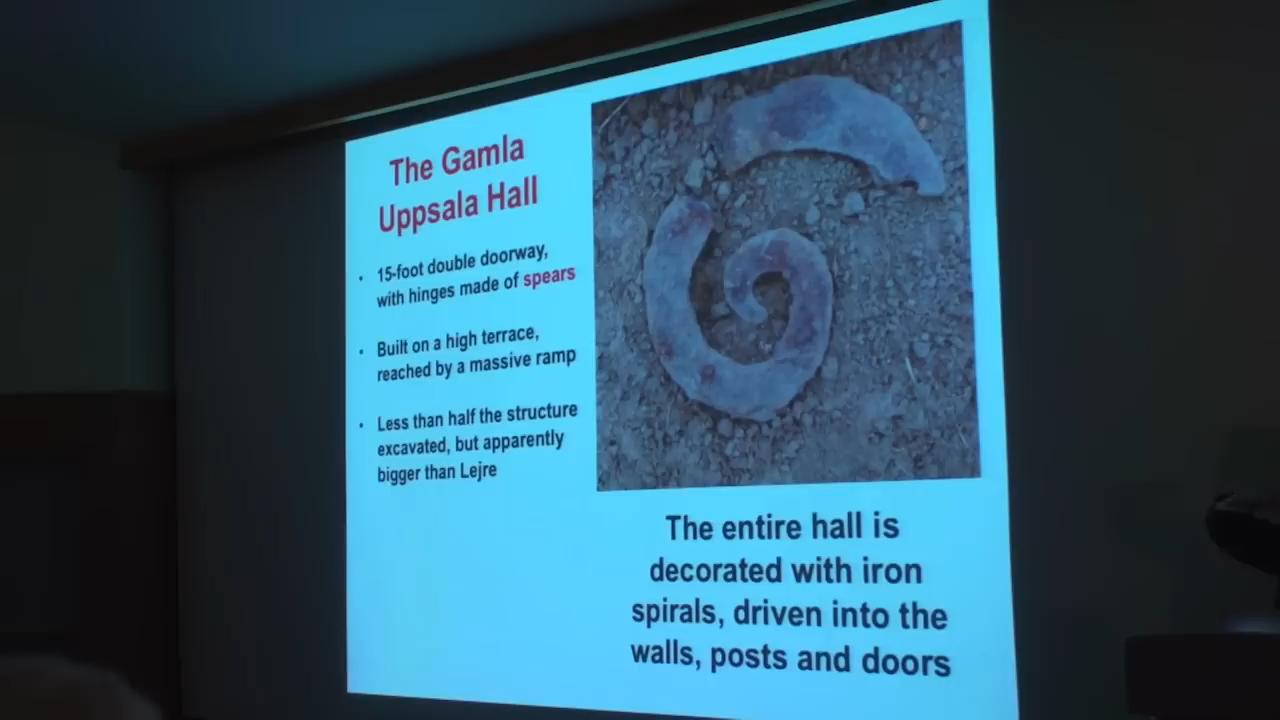 The Gamla
Uppsala Hall
• 15-foot double doorway,
with hinges made of spears
• Built on a high terrace,
reached by a massive ramp
• Less than half the structure
excavated, but apparently
bigger than Lejre
The entire hall is
decorated with iron
spirals, driven into the
walls, posts and doors